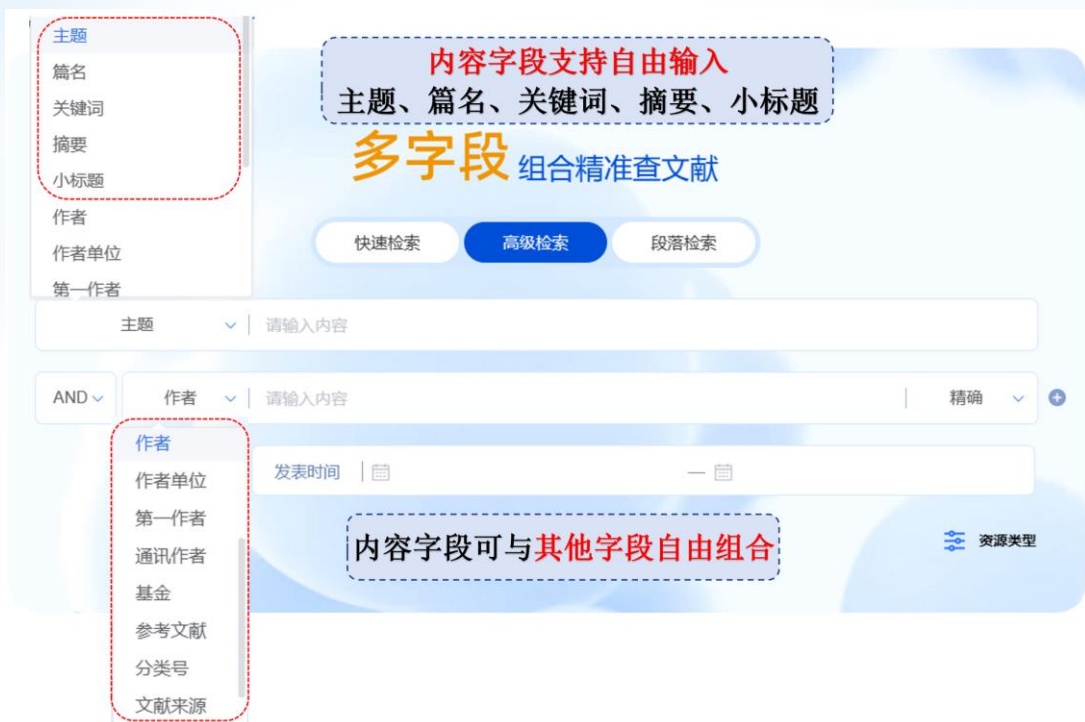 主题
篇名
关键词
摘要
小标题
作者
作者单位
第一作者
内容字段支持自由输入
主题、篇名、关键词、摘要、小标题
多字段 组合精准查文献
快速检索 高级检索 段落检索
主题 请输入内容
AND 作者 请输入内容 精确
作者
作者单位
第一作者
通讯作者
基金
参考文献
分类号
文献来源
发表时间 —
内容字段可与其他字段自由组合
资源类型